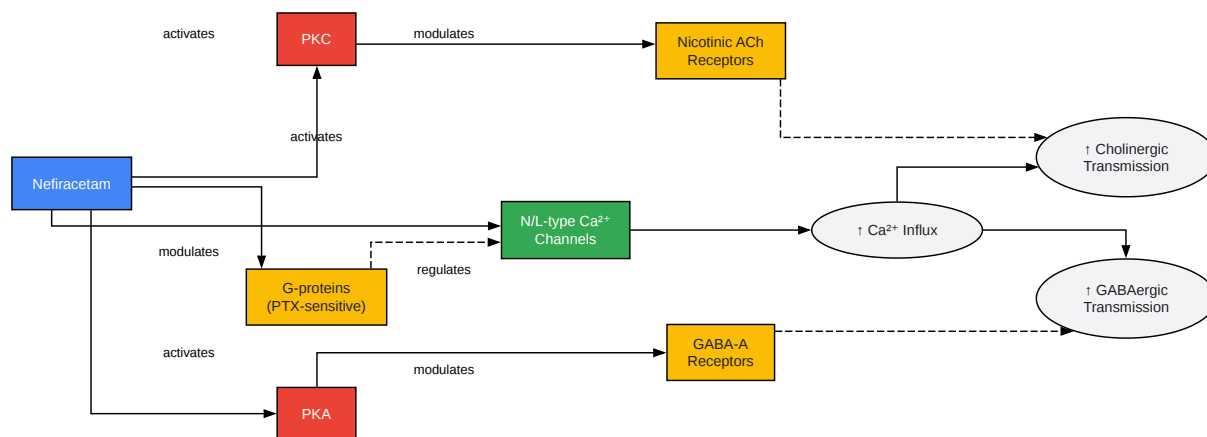 activates
PKC
modulates
Nicotinic ACh
Receptors
activates
↑ Cholinergic
Transmission
Nefiracetam
N/L-type Ca²⁺
Channels
↑ Ca²⁺ Influx
modulates
regulates
G-proteins
(PTX-sensitive)
↑ GABAergic
Transmission
activates
modulates
GABA-A
Receptors
PKA